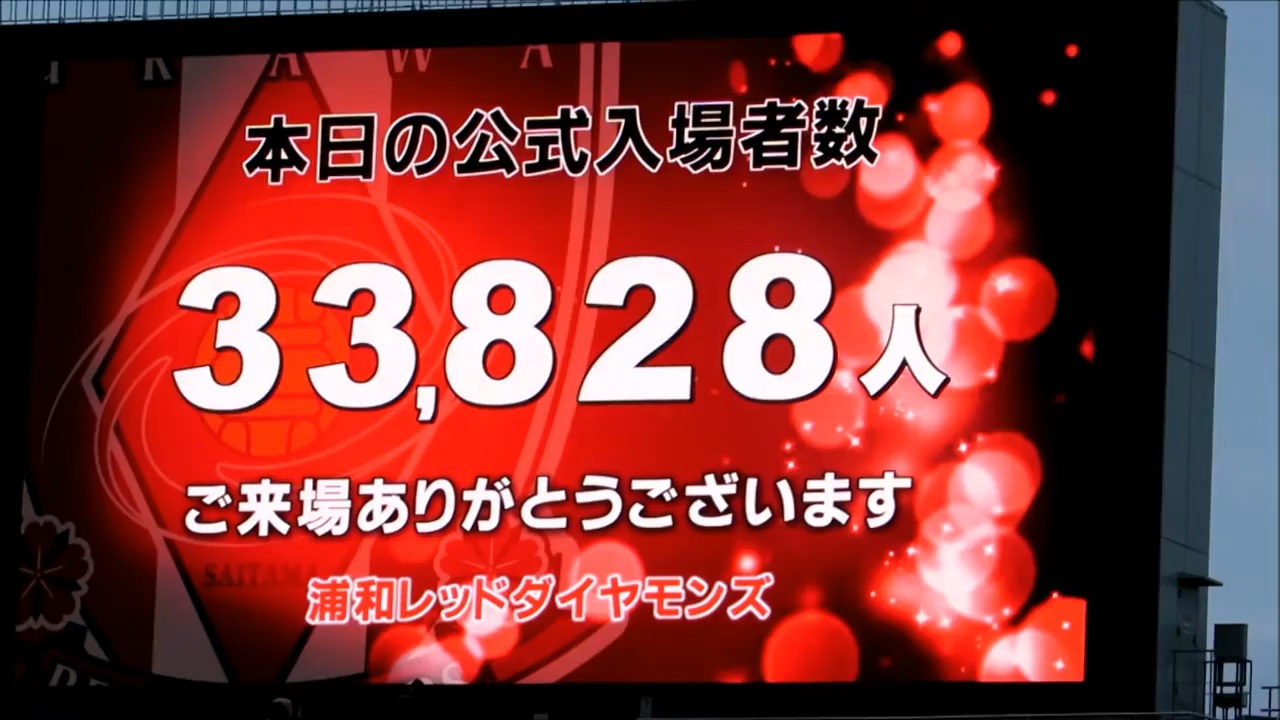 URAWA
本日の公式入場者数
33,828人
ご来場ありがとうございます
SAITAMA
浦和レッドダイヤモンズ